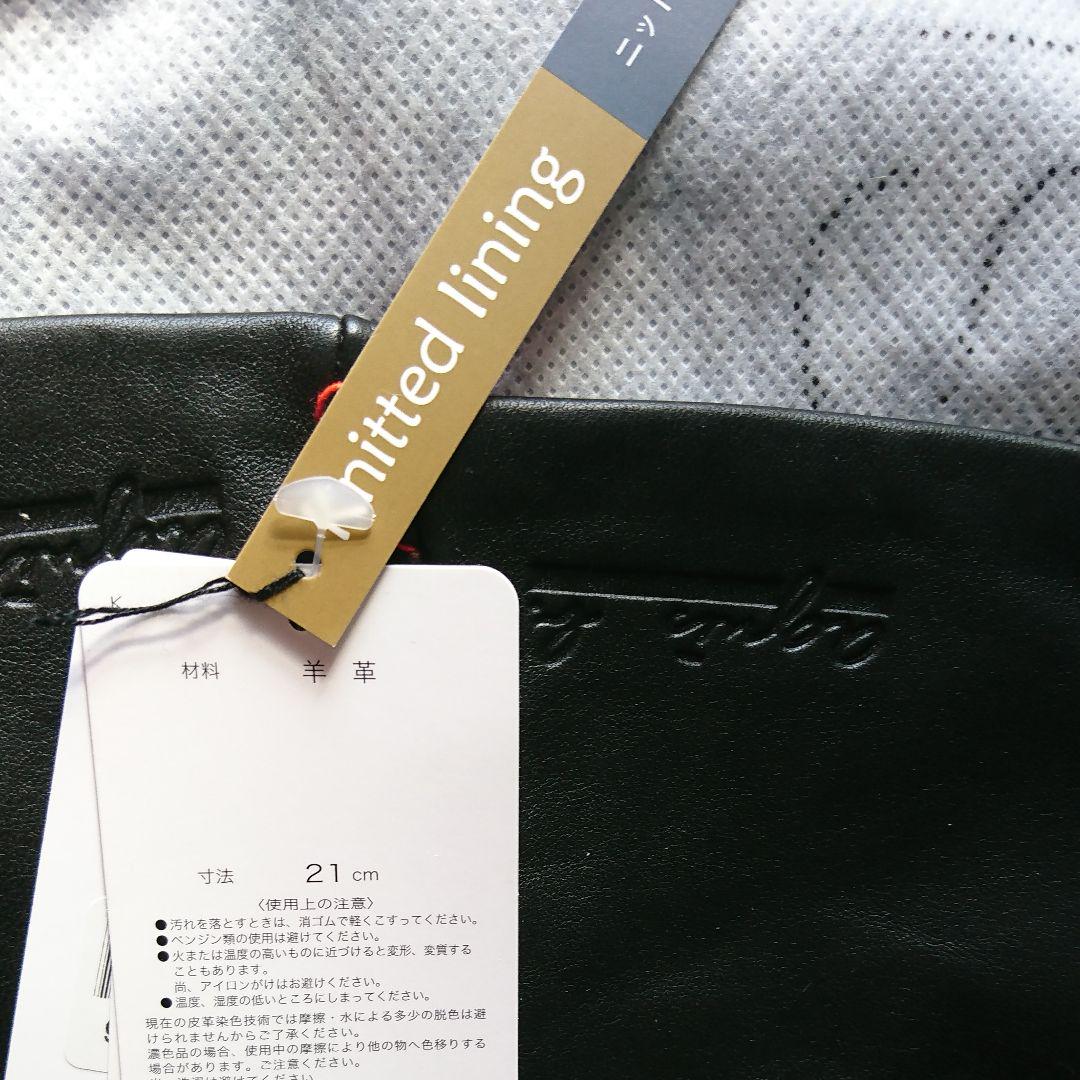 ニット
knitted lining
agnès b.
K
材料 羊革
寸法 21 cm
〈使用上の注意〉
●汚れを落とすときは、消ゴムで軽くこすってください。
●ベンジン類の使用は避けてください。
●火または温度の高いものに近づけると変形、変質する
こともあります。
尚、アイロンがけはお避けください。
●温度、湿度の低いところにしまってください。
現在の皮革染色技術では摩擦・水による多少の脱色は避
けられませんからご了承ください。
濃色品の場合、使用中の摩擦により他の物へ色移りする
場合があります。ご注意ください。